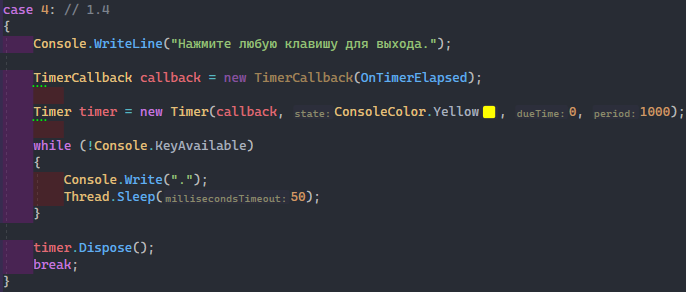 case 4: // 1.4
{
Console.WriteLine("Нажмите любую клавишу для выхода.");
TimerCallback callback = new TimerCallback(OnTimerElapsed);
Timer timer = new Timer(callback, state: ConsoleColor.Yellow, dueTime: 0, period: 1000);
while (!Console.KeyAvailable)
{
Console.Write(".");
Thread.Sleep(millisecondsTimeout: 50);
}
timer.Dispose();
break;
}